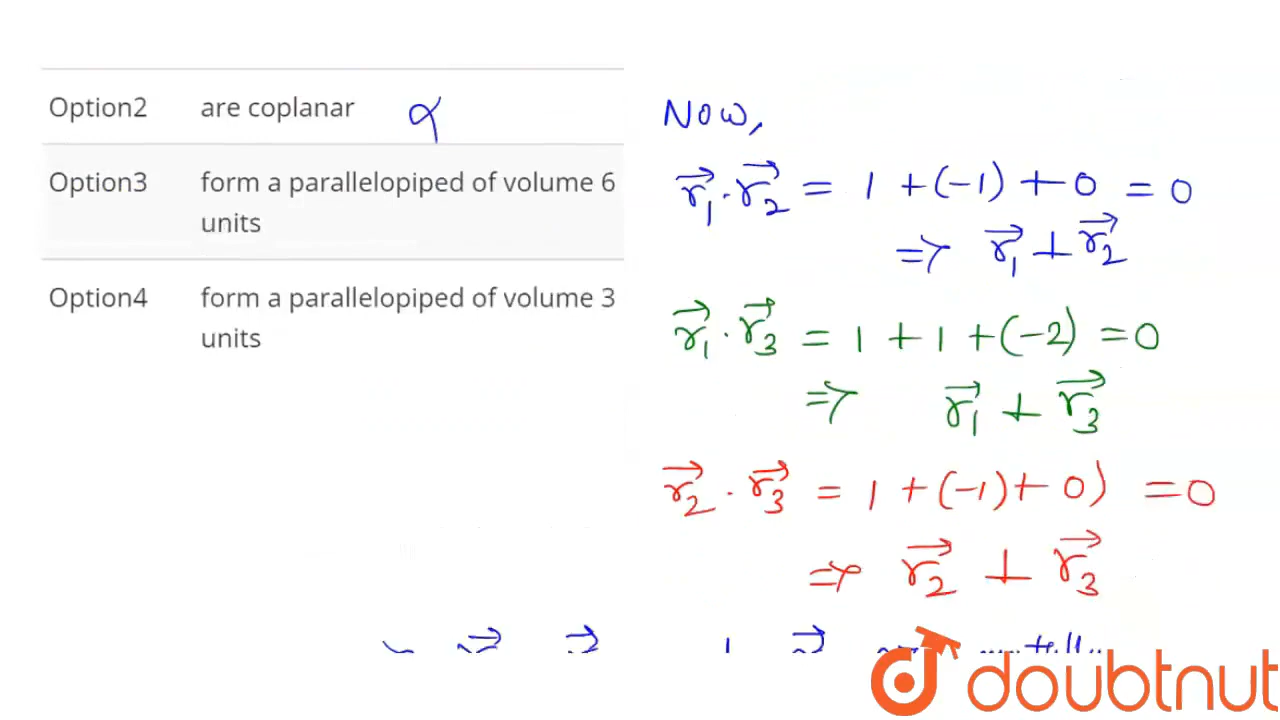 Option2 are coplanar
Option3 form a parallelopiped of volume 6
units
Option4 form a parallelopiped of volume 3
units
Now,
r⃗₁ · r⃗₂ = 1 + (-1) + 0 = 0
⇒ r⃗₁ ⊥ r⃗₂
r⃗₁ · r⃗₃ = 1 + 1 + (-2) = 0
⇒ r⃗₁ ⊥ r⃗₃
r⃗₂ · r⃗₃ = 1 + (-1) + 0) = 0
⇒ r⃗₂ ⊥ r⃗₃
doubtnut